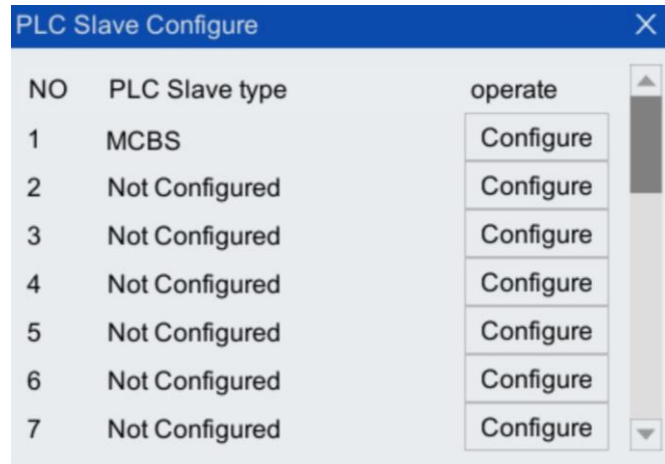 PLC Slave Configure
NO PLC Slave type operate
1 MCBS Configure
2 Not Configured Configure
3 Not Configured Configure
4 Not Configured Configure
5 Not Configured Configure
6 Not Configured Configure
7 Not Configured Configure